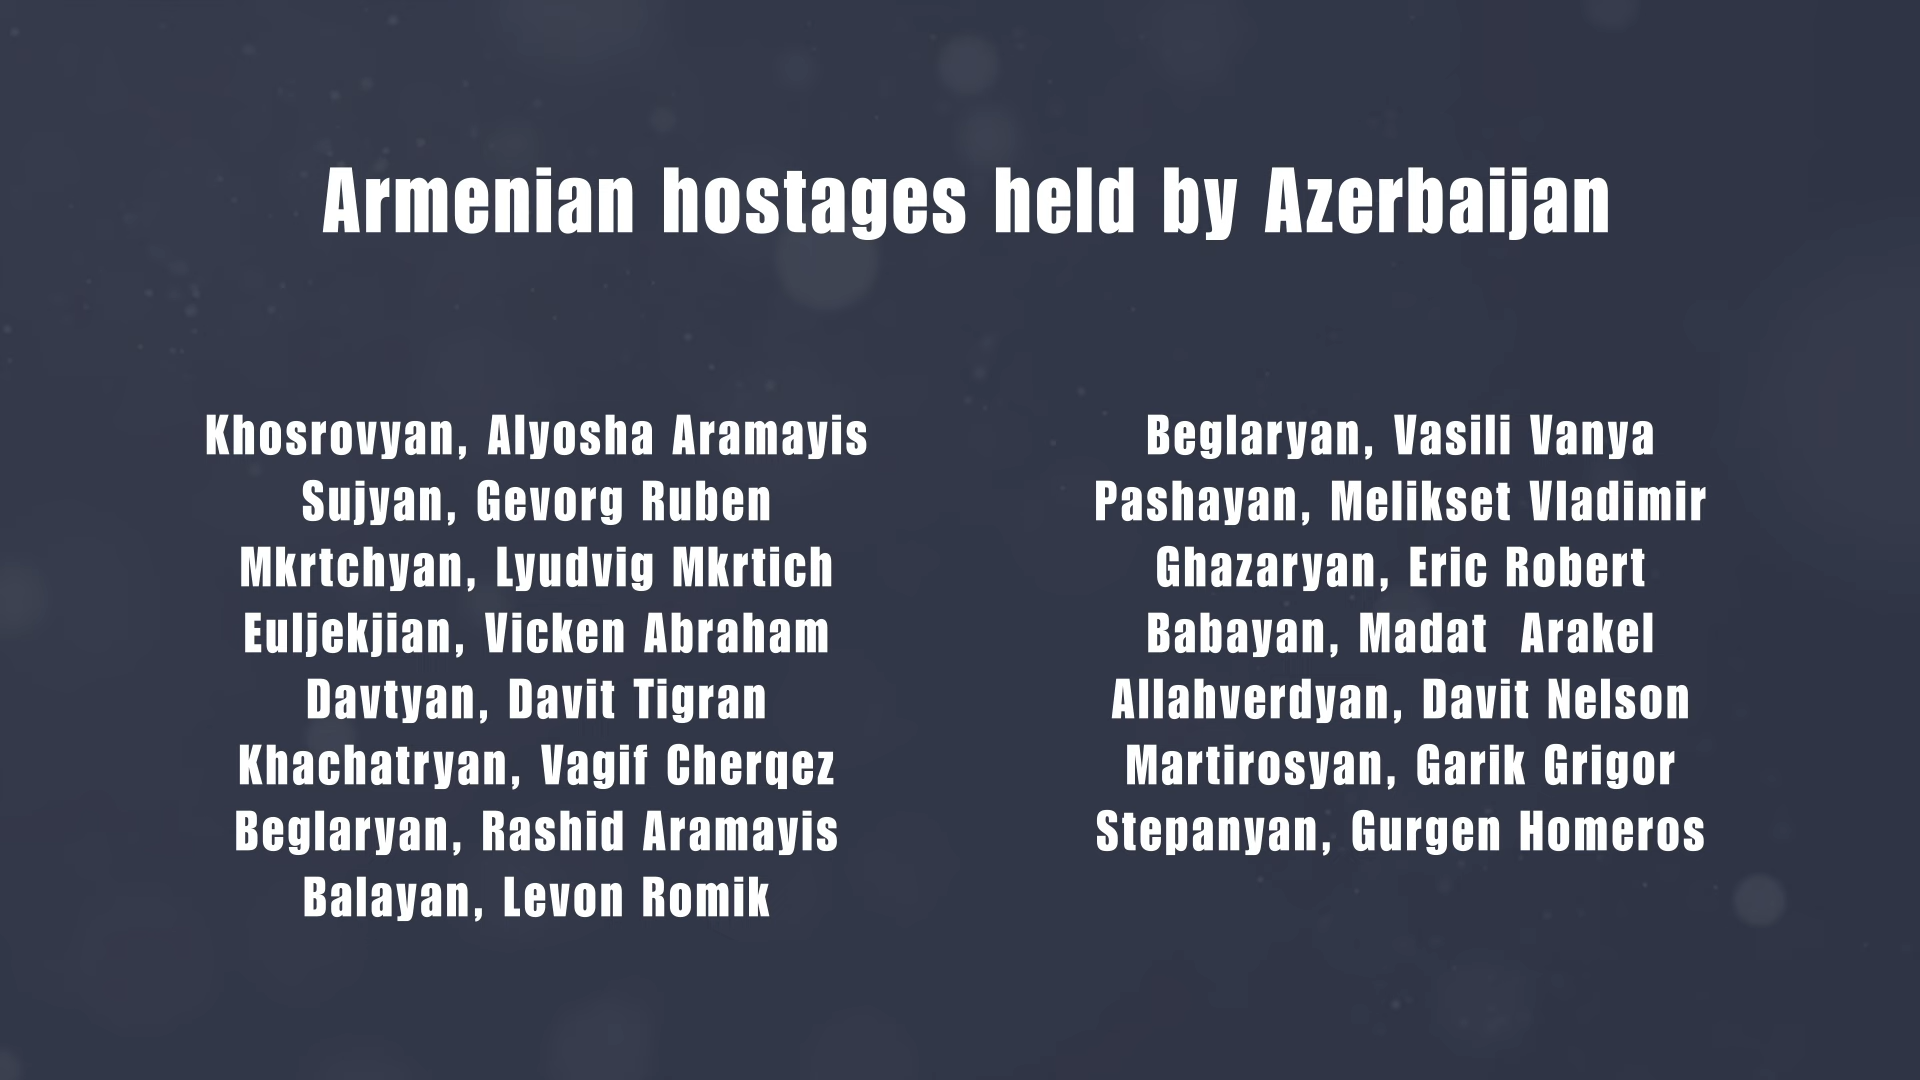 Armenian hostages held by Azerbaijan
Khosrovyan, Alyosha Aramayis
Sujyan, Gevorg Ruben
Mkrtchyan, Lyudvig Mkrtich
Euljekjian, Vicken Abraham
Davtyan, Davit Tigran
Khachatryan, Vagif Cherqez
Beglaryan, Rashid Aramayis
Balayan, Levon Romik
Beglaryan, Vasili Vanya
Pashayan, Melikset Vladimir
Ghazaryan, Eric Robert
Babayan, Madat  Arakel
Allahverdyan, Davit Nelson
Martirosyan, Garik Grigor
Stepanyan, Gurgen Homeros